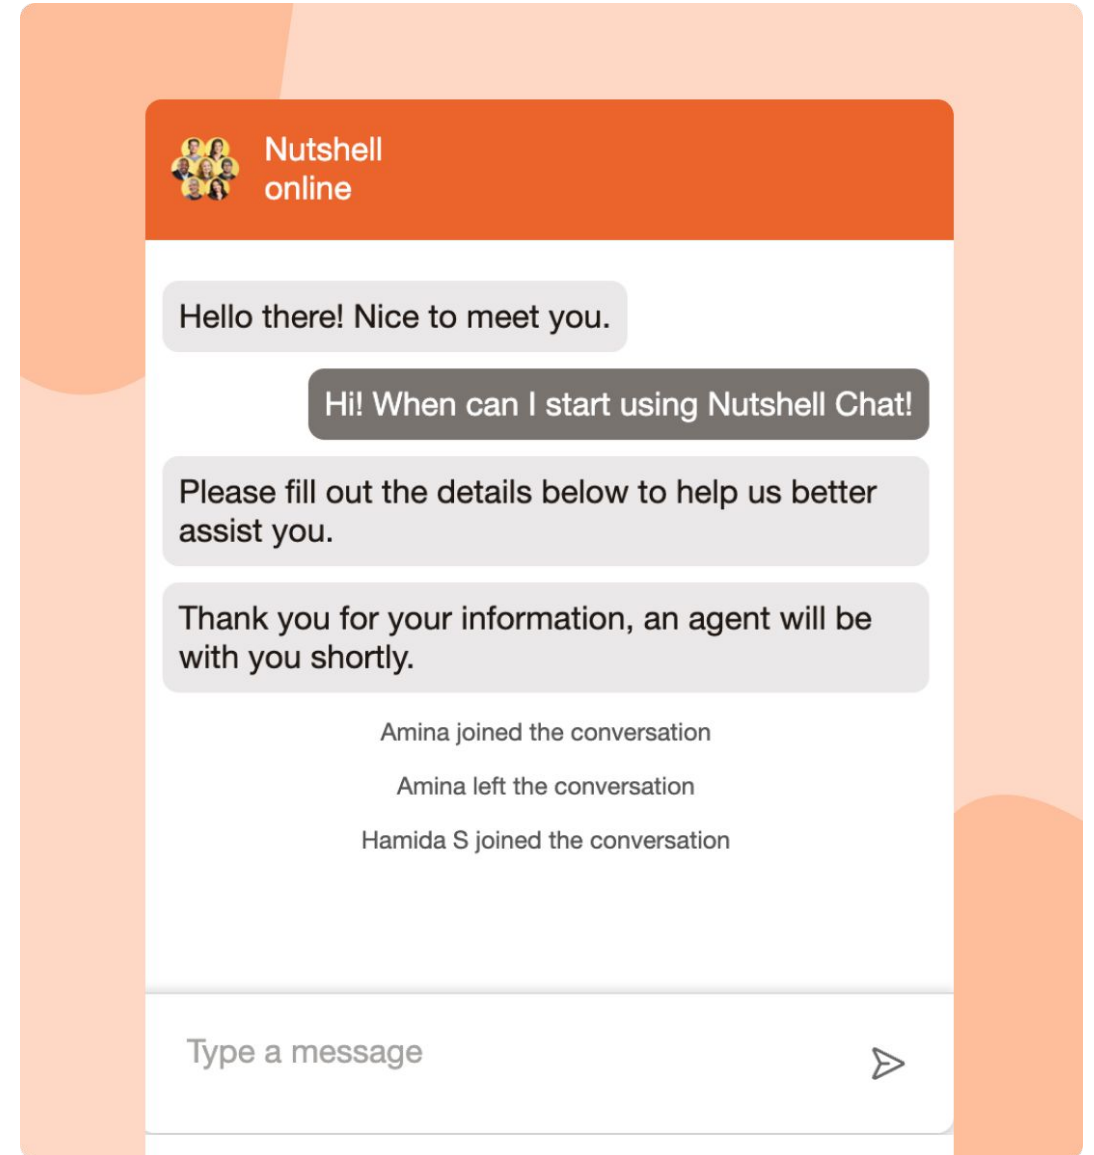 Nutshell
online
Hello there! Nice to meet you.
Hi! When can I start using Nutshell Chat!
Please fill out the details below to help us better
assist you.
Thank you for your information, an agent will be
with you shortly.
Amina joined the conversation
Amina left the conversation
Hamida S joined the conversation
Type a message